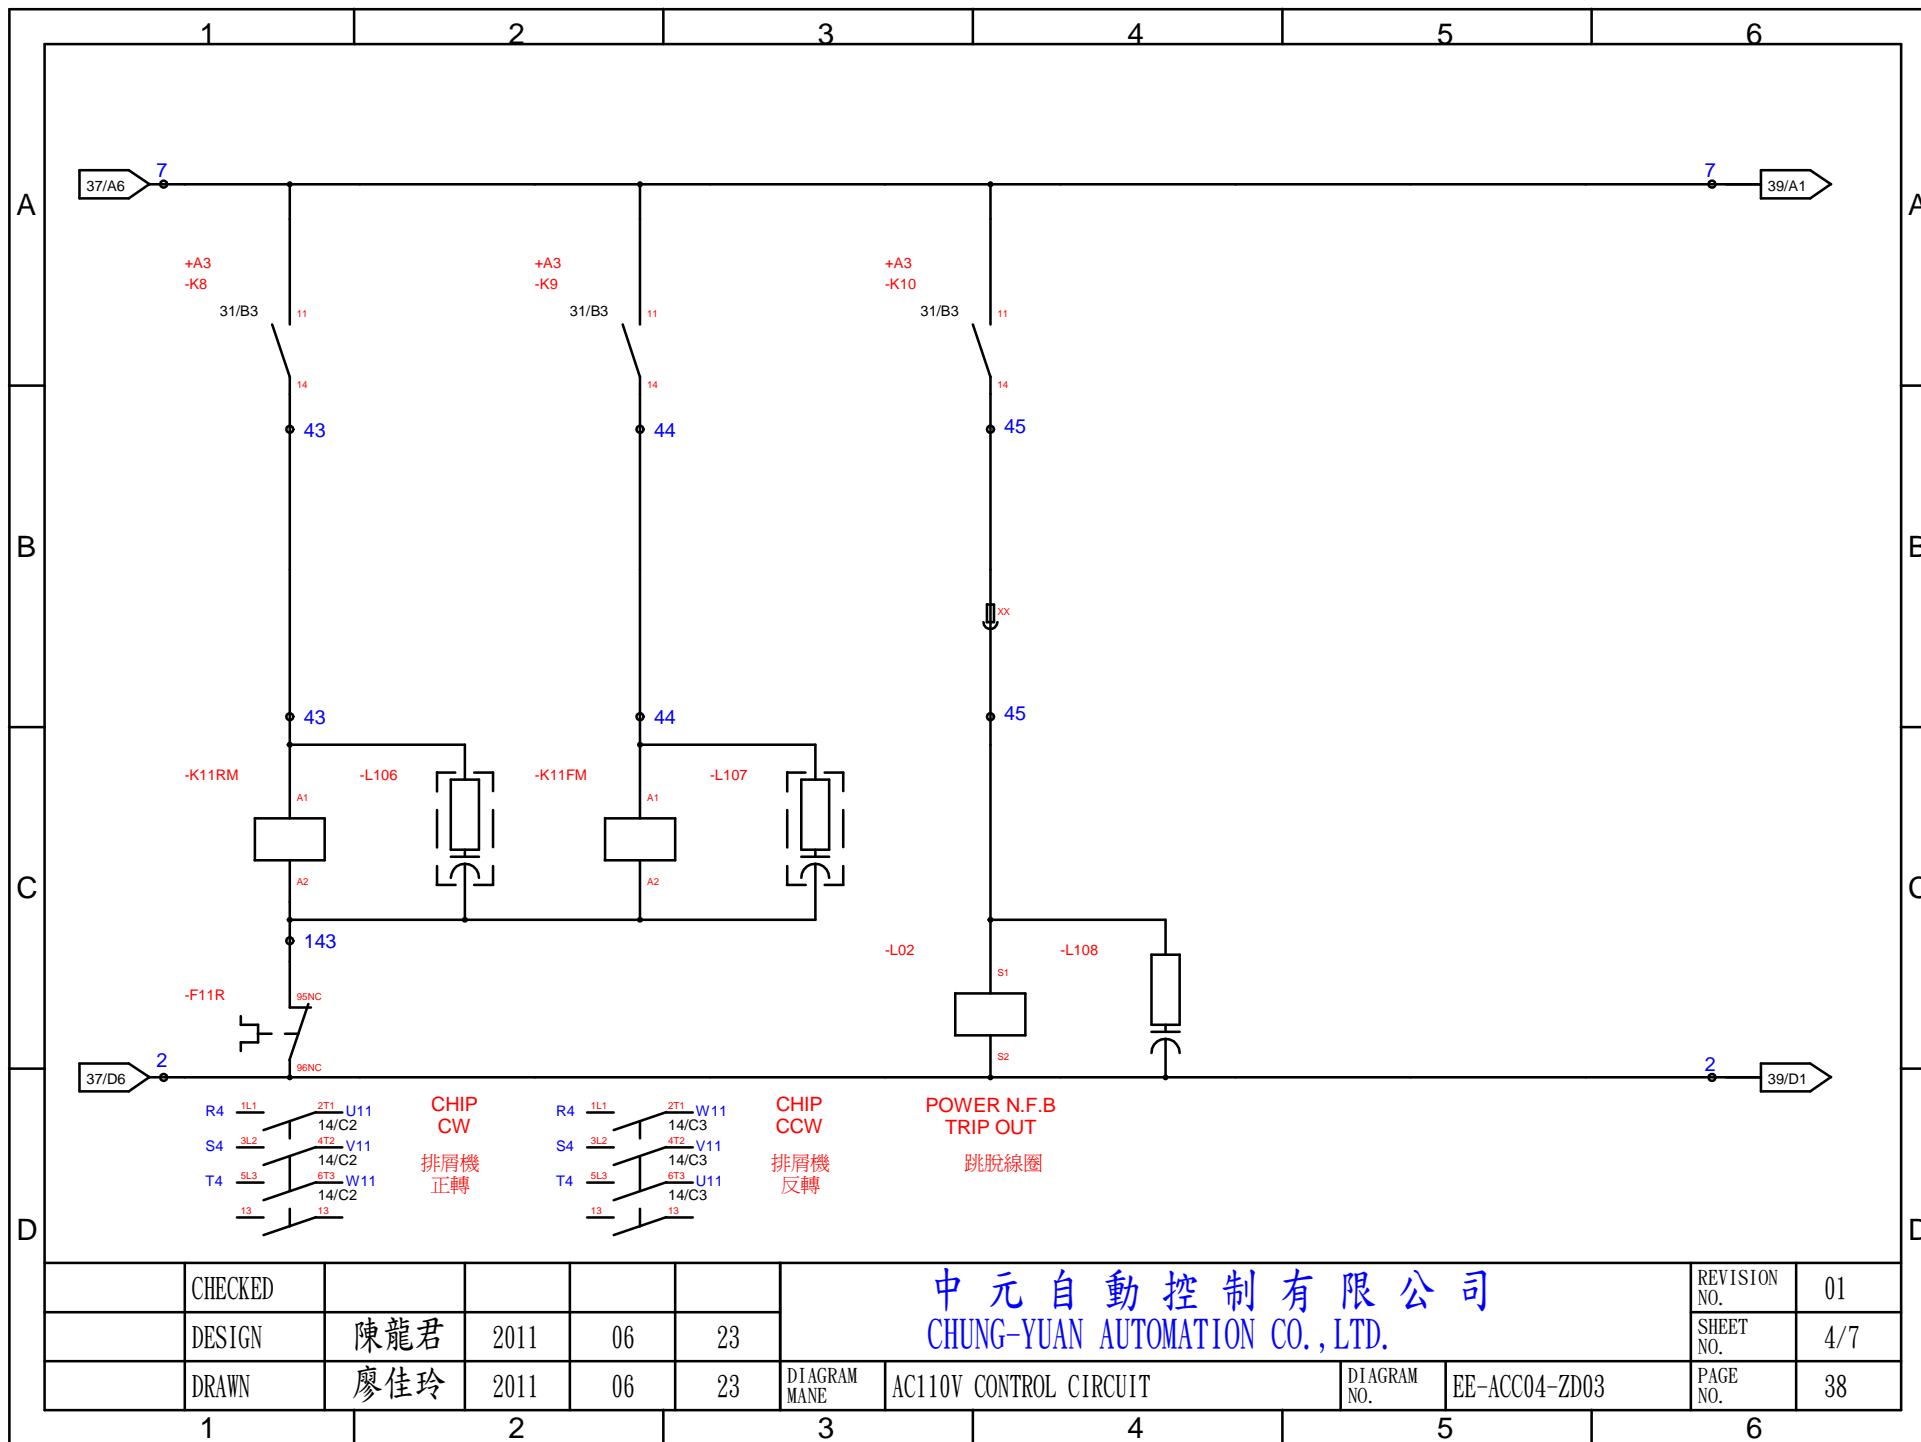 1 2 3 4 5 6
7 7
37/A6 39/A1
A A
+A3 +A3 +A3
-K8 -K9 -K10
31/B3 11 31/B3 11 31/B3 11
14 14 14
43 44 45
B B
XX
43 44 45
-K11RM -L106 -K11FM -L107
A1 A1
A2 A2
C C
143
-L02 -L108
S1
-F11R 95NC
S2
2 96NC 2
37/D6 39/D1
R4 1L1 2T1 U11 CHIP R4 1L1 2T1 W11 CHIP POWER N.F.B
14/C2 CW 14/C3 CCW TRIP OUT
S4 3L2 4T2 V11 S4 3L2 4T2 V11
14/C2 排屑機 14/C3 排屑機 跳脫線圈
T4 5L3 6T3 W11 正轉 T4 5L3 6T3 U11 反轉
14/C2 14/C3
13 13 13 13
D D
CHECKED 中元自動控制有限公司 REVISION NO. 01
DESIGN 陳龍君 2011 06 23 CHUNG-YUAN AUTOMATION CO.,LTD. SHEET NO. 4/7
DRAWN 廖佳玲 2011 06 23 DIAGRAM MANE AC110V CONTROL CIRCUIT DIAGRAM NO. EE-ACC04-ZD03 PAGE NO. 38
1 2 3 4 5 6